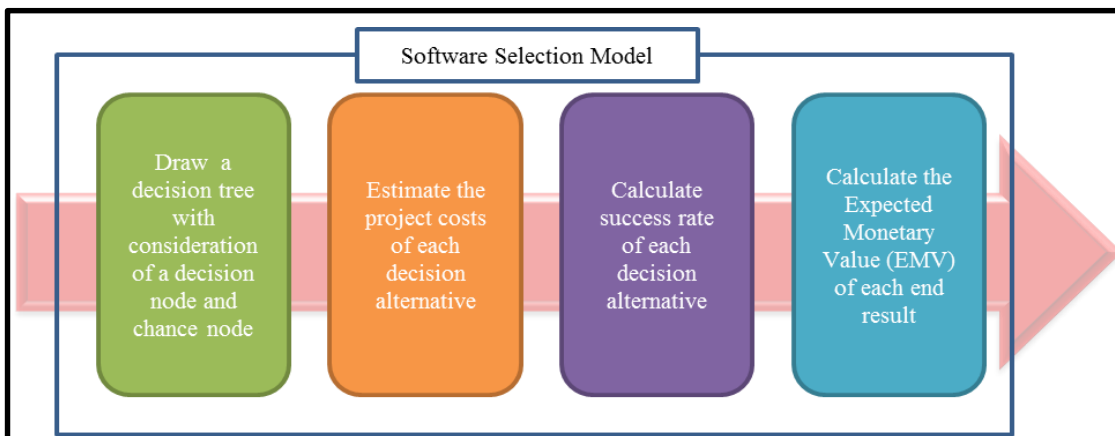 Software Selection Model
Draw a
decision tree
with
consideration
of a decision
node and
chance node
Estimate the
project costs
of each
decision
alternative
Calculate
success rate
of each
decision
alternative
Calculate the
Expected
Monetary
Value (EMV)
of each end
result